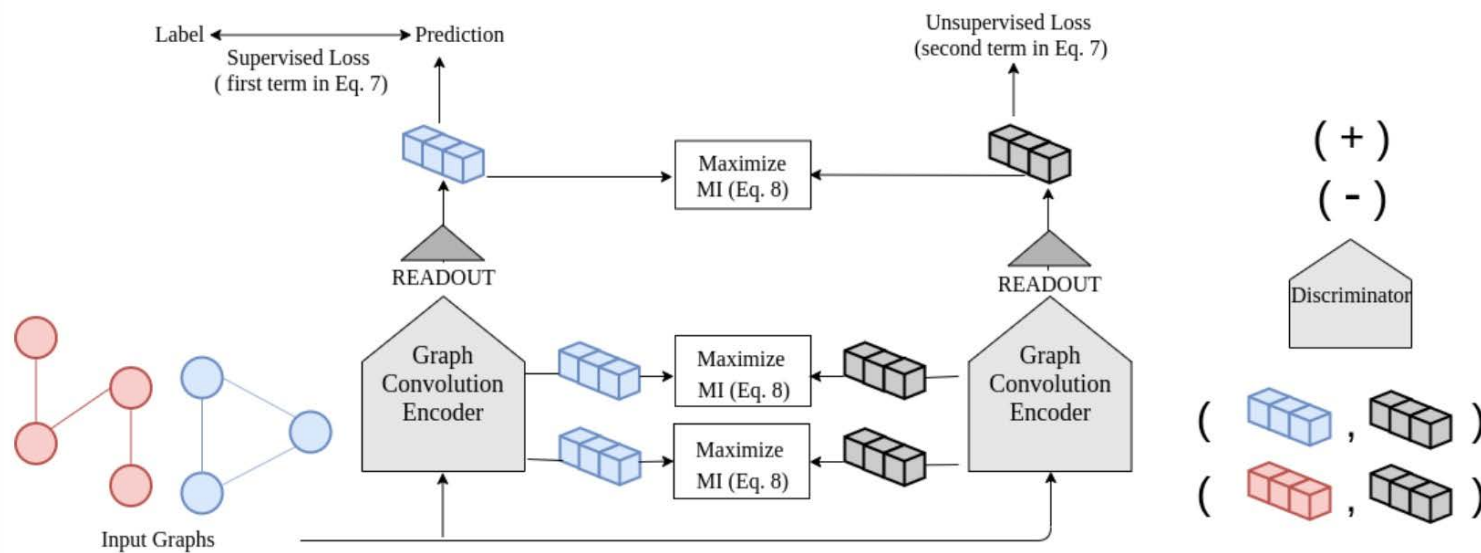 Label
Prediction
Supervised Loss
( first term in Eq. 7)
Unsupervised Loss
(second term in Eq. 7)
Maximize
MI (Eq. 8)
READOUT
READOUT
Graph
Convolution
Encoder
Maximize
MI (Eq. 8)
Maximize
MI (Eq. 8)
Graph
Convolution
Encoder
Input Graphs
( + )
( - )
Discriminator
( , )
( , )